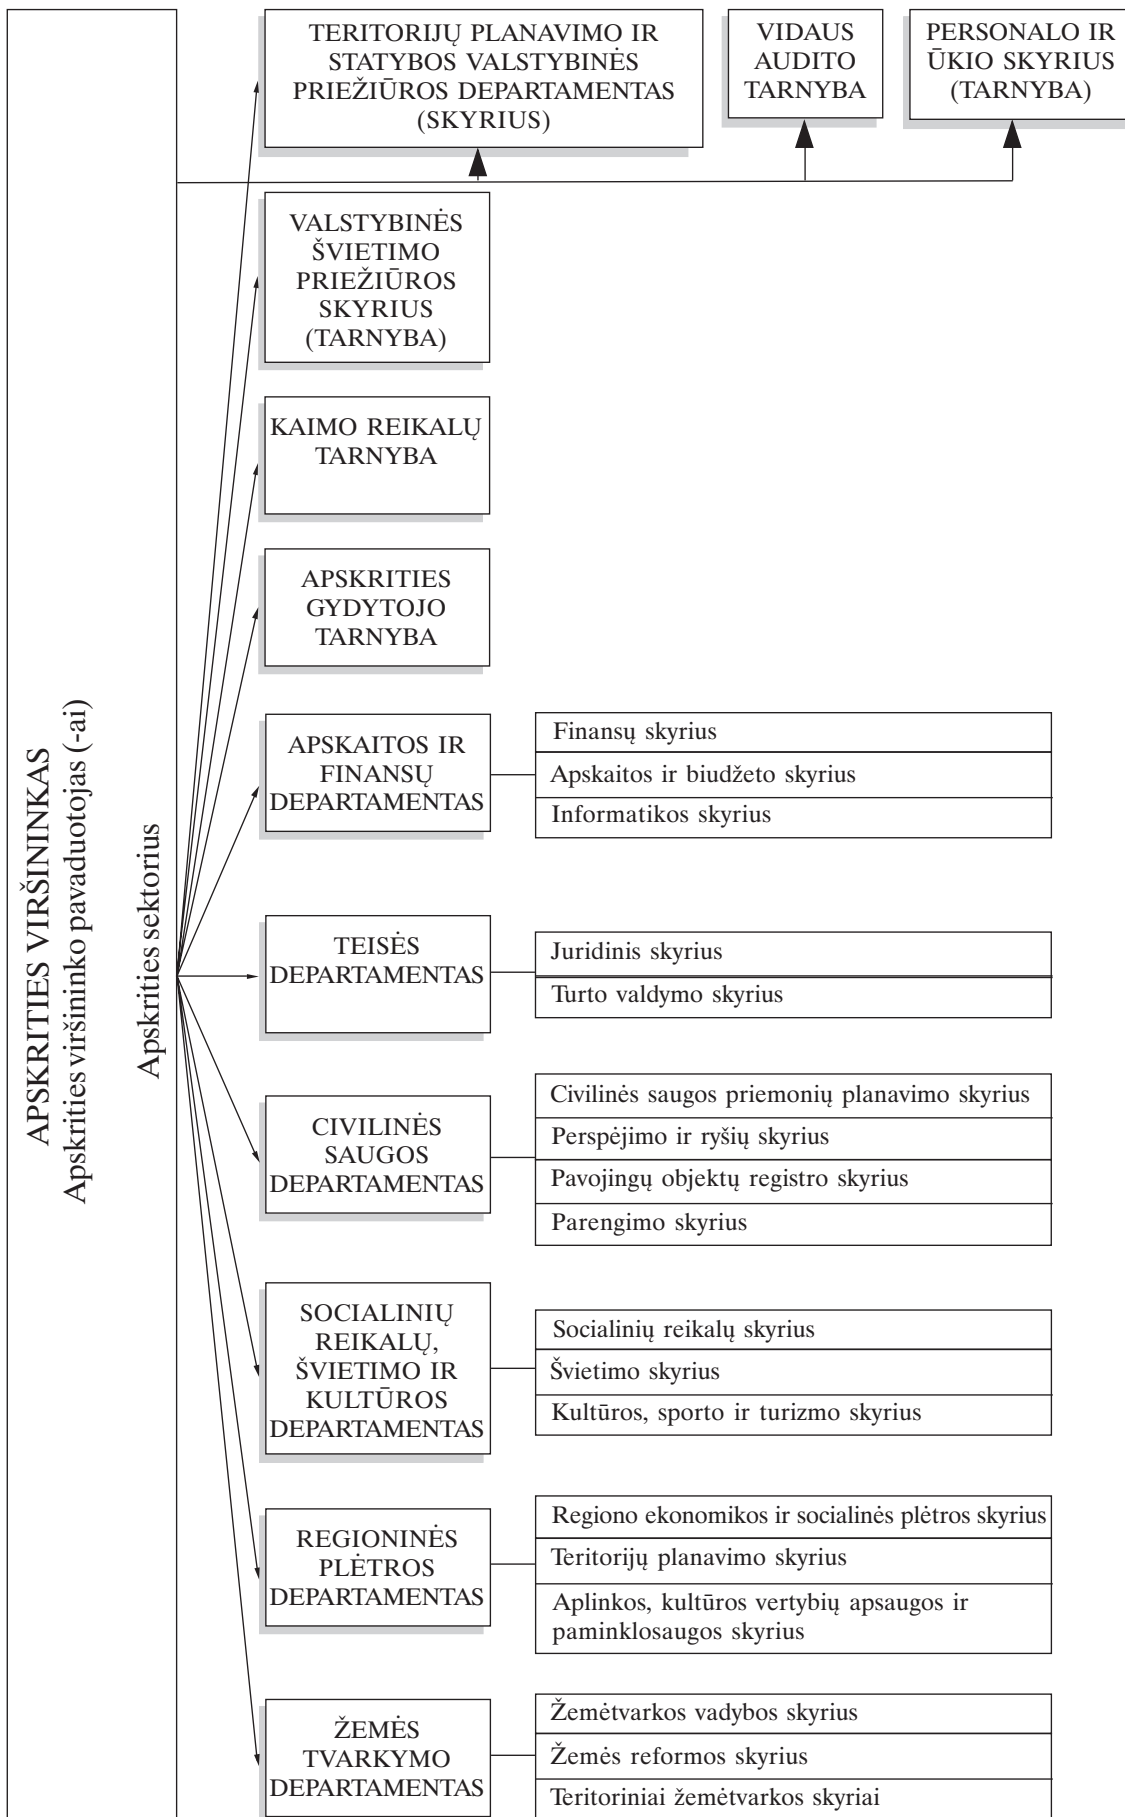 APSKRITIES VIRŠININKAS
Apskrities viršininko pavaduotojas (-ai)
Apskrities sektorius
TERITORIJŲ PLANAVIMO IR
STATYBOS VALSTYBINĖS
PRIEŽIŪROS DEPARTAMENTAS
(SKYRIUS)
VIDAUS
AUDITO
TARNYBA
PERSONALO IR
ŪKIO SKYRIUS
(TARNYBA)
VALSTYBINĖS
ŠVIETIMO
PRIEŽIŪROS
SKYRIUS
(TARNYBA)
KAIMO REIKALŲ
TARNYBA
APSKRITIES
GYDYTOJO
TARNYBA
APSKAITOS IR
FINANSŲ
DEPARTAMENTAS
Finansų skyrius
Apskaitos ir biudžeto skyrius
Informatikos skyrius
TEISĖS
DEPARTAMENTAS
Juridinis skyrius
Turto valdymo skyrius
CIVILINĖS
SAUGOS
DEPARTAMENTAS
Civilinės saugos priemonių planavimo skyrius
Perspėjimo ir ryšių skyrius
Pavojingų objektų registro skyrius
Parengimo skyrius
SOCIALINIŲ
REIKALŲ,
ŠVIETIMO IR
KULTŪROS
DEPARTAMENTAS
Socialinių reikalų skyrius
Švietimo skyrius
Kultūros, sporto ir turizmo skyrius
REGIONINĖS
PLĖTROS
DEPARTAMENTAS
Regiono ekonomikos ir socialinės plėtros skyrius
Teritorijų planavimo skyrius
Aplinkos, kultūros vertybių apsaugos ir
paminklosaugos skyrius
ŽEMĖS
TVARKYMO
DEPARTAMENTAS
Žemėtvarkos vadybos skyrius
Žemės reformos skyrius
Teritoriniai žemėtvarkos skyriai